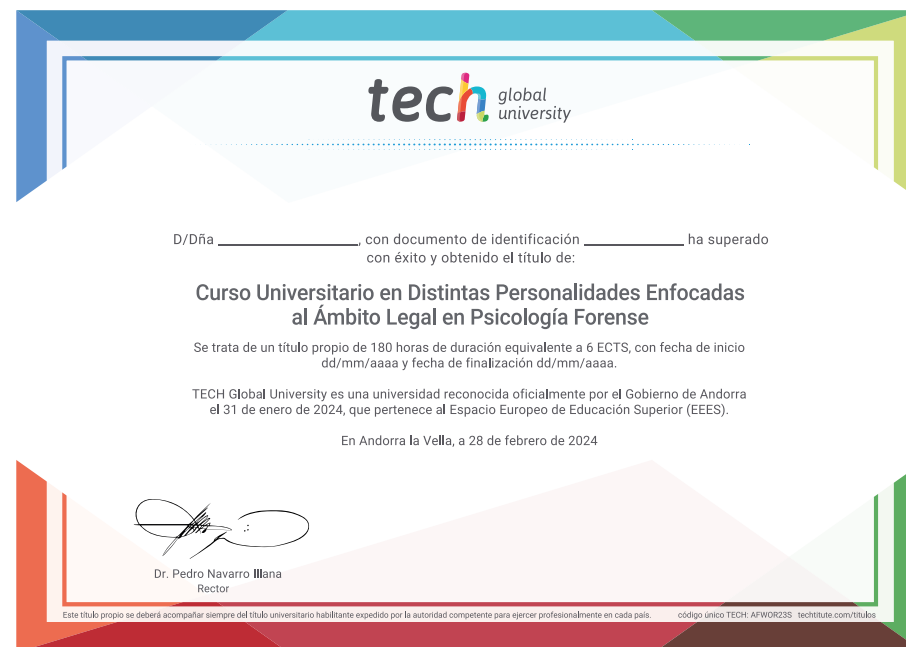 tech global university
D/Dña ____________, con documento de identificación ____________ ha superado
con éxito y obtenido el título de:
Curso Universitario en Distintas Personalidades Enfocadas
al Ámbito Legal en Psicología Forense
Se trata de un título propio de 180 horas de duración equivalente a 6 ECTS, con fecha de inicio
dd/mm/aaaa y fecha de finalización dd/mm/aaaa.
TECH Global University es una universidad reconocida oficialmente por el Gobierno de Andorra
el 31 de enero de 2024, que pertenece al Espacio Europeo de Educación Superior (EEES).
En Andorra la Vella, a 28 de febrero de 2024
Dr. Pedro Navarro Illana
Rector
Este título propio se deberá acompañar siempre del título universitario habilitante expedido por la autoridad competente para ejercer profesionalmente en cada país. código único TECH: AFWOR23S techtitute.com/titulos